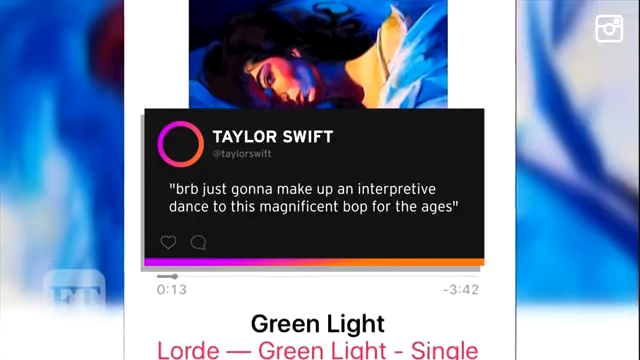 TAYLOR SWIFT
@taylorswift
"brb just gonna make up an interpretive
dance to this magnificent bop for the ages"
0:13 -3:42
ET
Green Light
Lorde — Green Light - Single